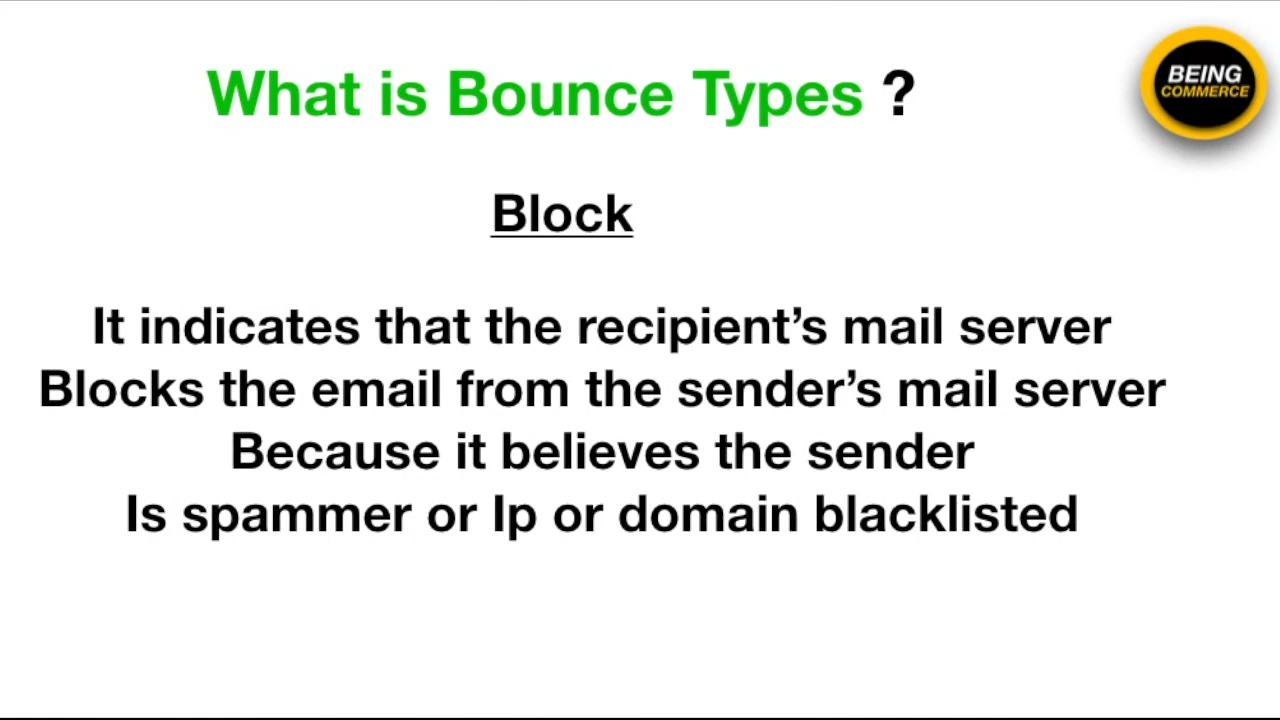 What is Bounce Types ?
BEING
COMMERCE
Block
It indicates that the recipient’s mail server
Blocks the email from the sender’s mail server
Because it believes the sender
Is spammer or Ip or domain blacklisted